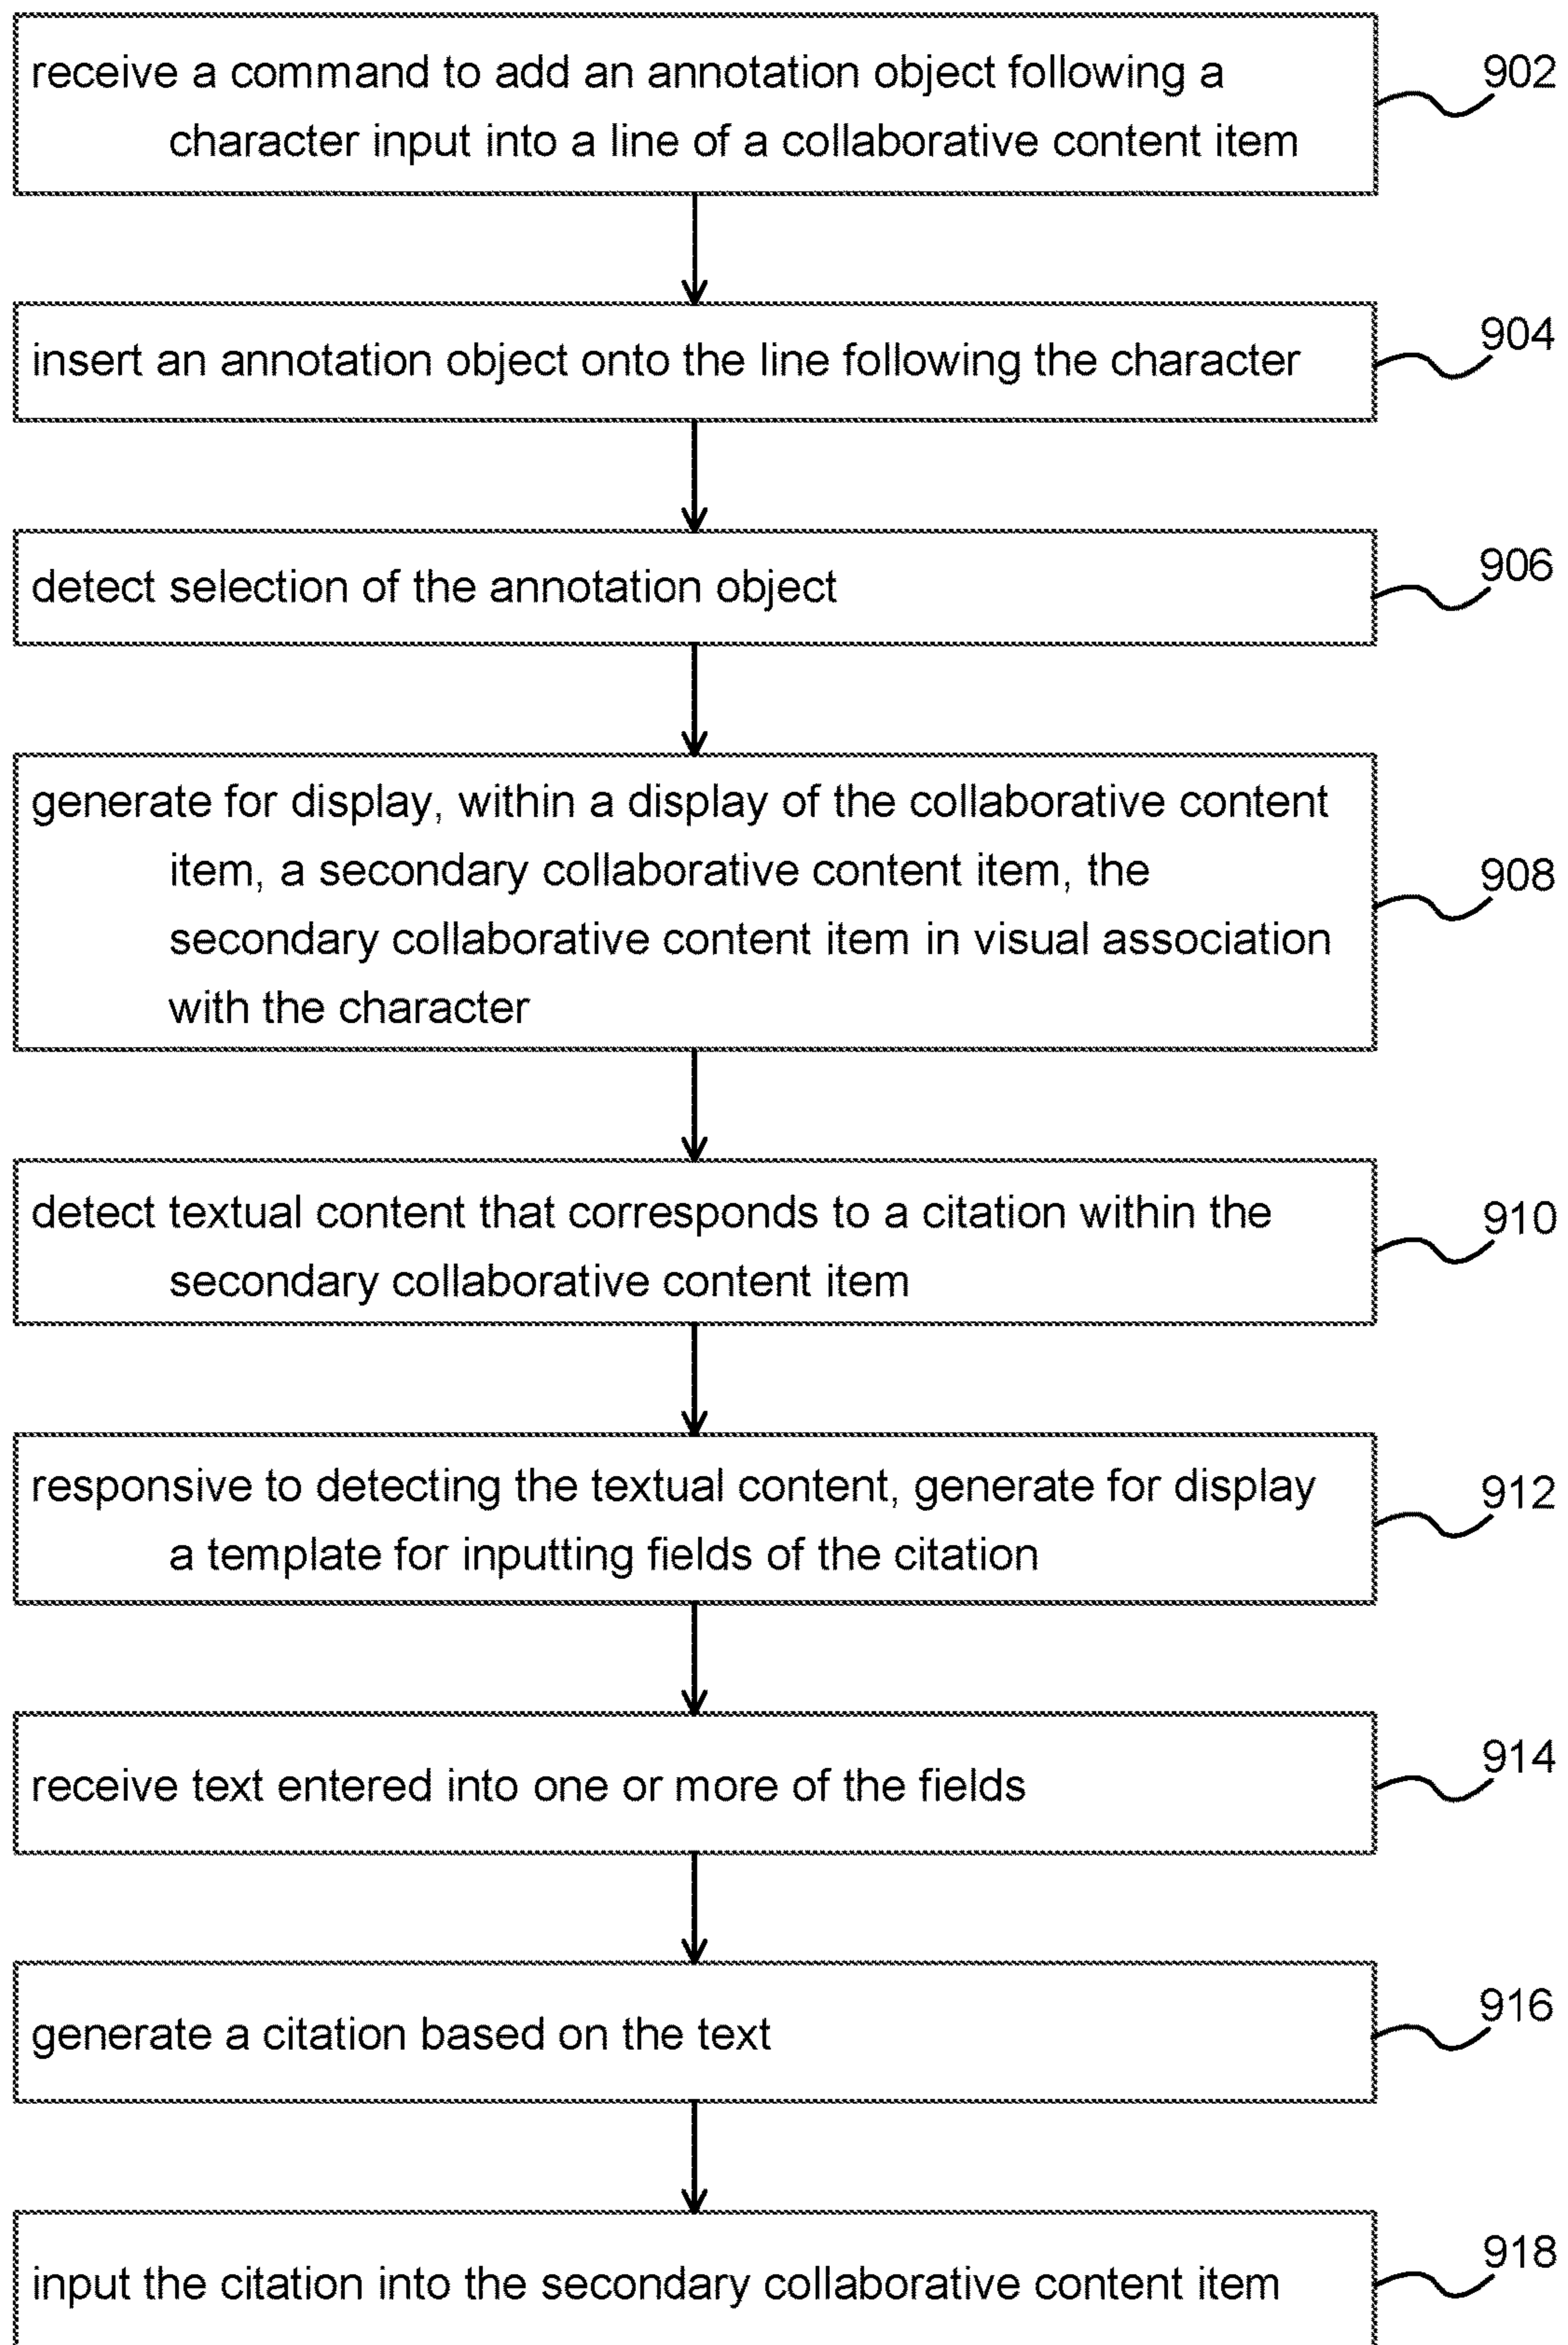 receive a command to add an annotation object following a
character input into a line of a collaborative content item
902
insert an annotation object onto the line following the character
904
detect selection of the annotation object
906
generate for display, within a display of the collaborative content
item, a secondary collaborative content item, the
secondary collaborative content item in visual association
with the character
908
detect textual content that corresponds to a citation within the
secondary collaborative content item
910
responsive to detecting the textual content, generate for display
a template for inputting fields of the citation
912
receive text entered into one or more of the fields
914
generate a citation based on the text
916
input the citation into the secondary collaborative content item
918